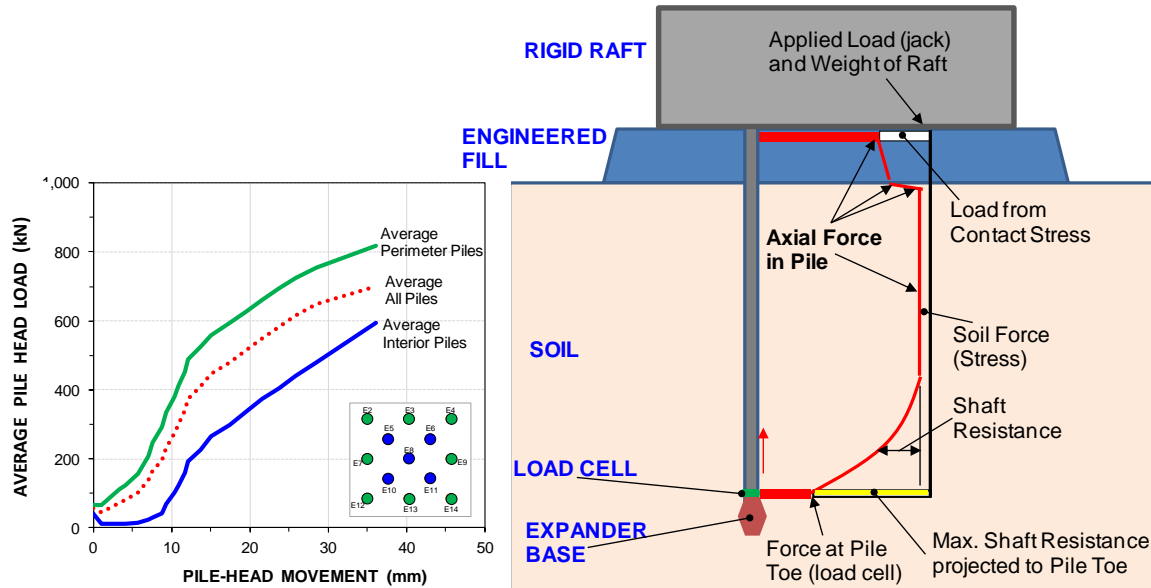 AVERAGE PILE HEAD LOAD (kN)
1,000
800
600
400
200
0
0
10
20
30
40
50
PILE-HEAD MOVEMENT (mm)
Average
Perimeter Piles
Average
All Piles
Average
Interior Piles
E2
E3
E4
E5
E6
E7
E8
E9
E10
E11
E12
E13
E14
RIGID RAFT
Applied Load (jack)
and Weight of Raft
ENGINEERED
FILL
Load from
Contact Stress
Axial Force
in Pile
SOIL
Soil Force
(Stress)
Shaft
Resistance
LOAD CELL
EXPANDER
BASE
Force at Pile
Toe (load cell)
Max. Shaft Resistance
projected to Pile Toe